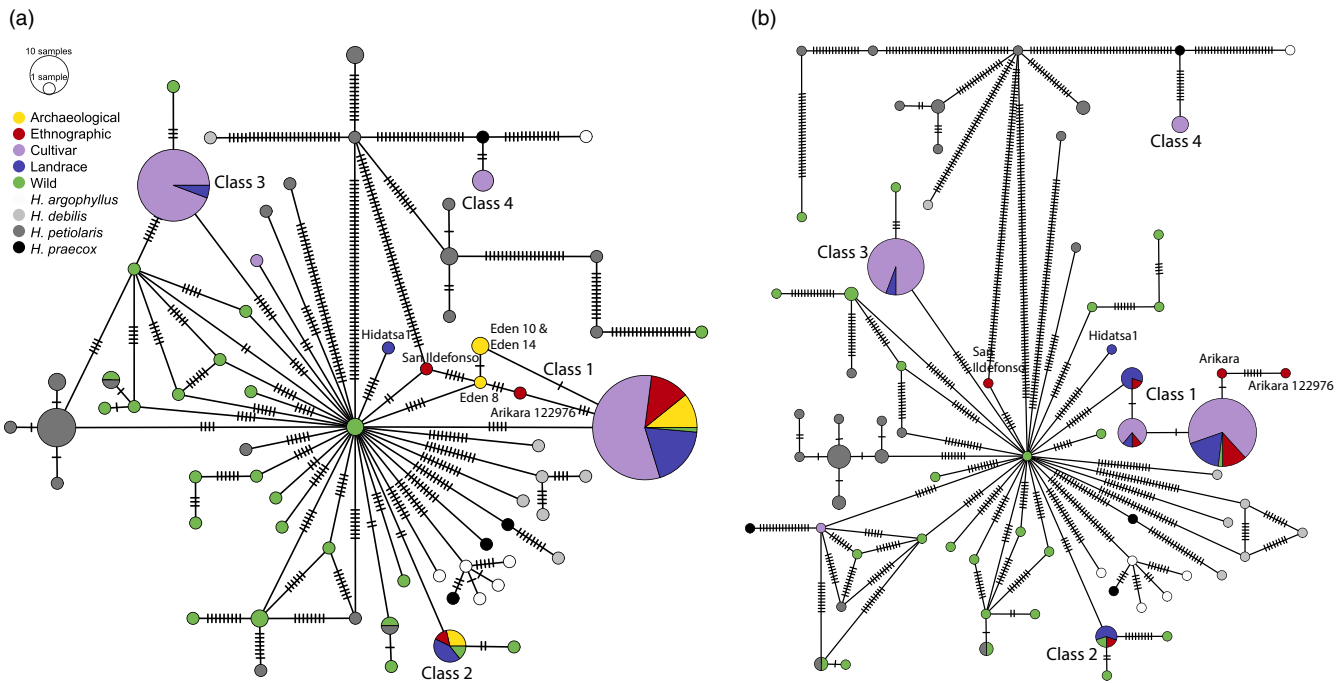 (a)
10 samples
1 sample
Archaeological
Ethnographic
Cultivar
Landrace
Wild
H. argophyllus
H. debilis
H. petiolaris
H. praecox
Class 3
Class 4
Hidatsa1
San Ildefonso
Eden 10 &
Eden 14
Eden 8
Class 1
Arikara 122976
Class 2
(b)
Class 4
Class 3
Hidatsa1
San
Ildefonso
Class 1
Arikara
Arikara 122976
Class 2